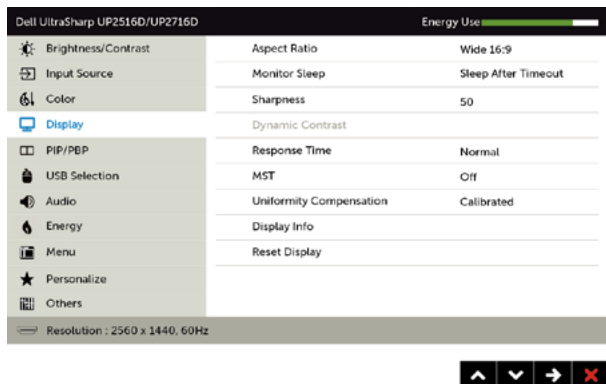 Dell UltraSharp UP2516D/UP2716D Energy Use
Brightness/Contrast
Input Source
Color
Display
PIP/PBP
USB Selection
Audio
Energy
Menu
Personalize
Others
Aspect Ratio Wide 16:9
Monitor Sleep Sleep After Timeout
Sharpness 50
Dynamic Contrast
Response Time Normal
MST Off
Uniformity Compensation Calibrated
Display Info
Reset Display
Resolution : 2560 x 1440, 60Hz